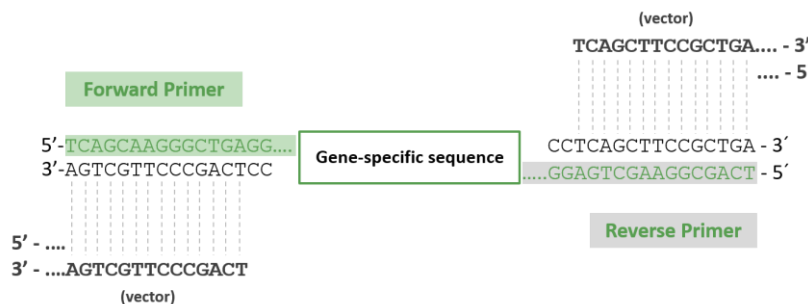 (vector)
TCAGCTTCCGCTGA.... - 3’
.... - 5
Forward Primer
5’-TCAGCAAGGGCTGAGG....
3’-AGTCGTTCCCGACTCC
Gene-specific sequence
CCTCAGCTTCCGCTGA - 3´
.....GGAGTCGAAGGCGACT - 5´
Reverse Primer
5’ - ....
3’ - ...AGTCGTTCCCGACT
(vector)